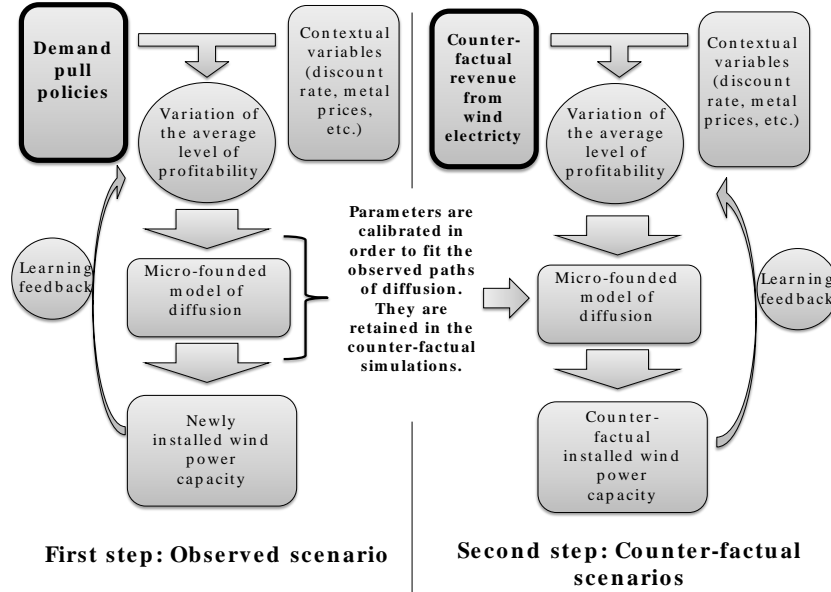 Demand
pull
policies
Contextual
variables
(discount
rate, metal
prices,
etc.)
Variation of
the average
level of
profitability
Learning
feedback
Micro-founded
model of
diffusion
Newly
installed wind
power
capacity
First step: Observed scenario
Parameters are
calibrated in
order to fit the
observed paths
of diffusion.
They are
retained in the
counter-factual
simulations.
Counter-
factual
revenue
from
wind
electricty
Contextual
variables
(discount
rate, metal
prices, etc.)
Variation of
the average
level of
profitability
Learning
feedback
Micro-founded
model of
diffusion
Counter-
factual
installed wind
power
capacity
Second step: Counter-factual
scenarios